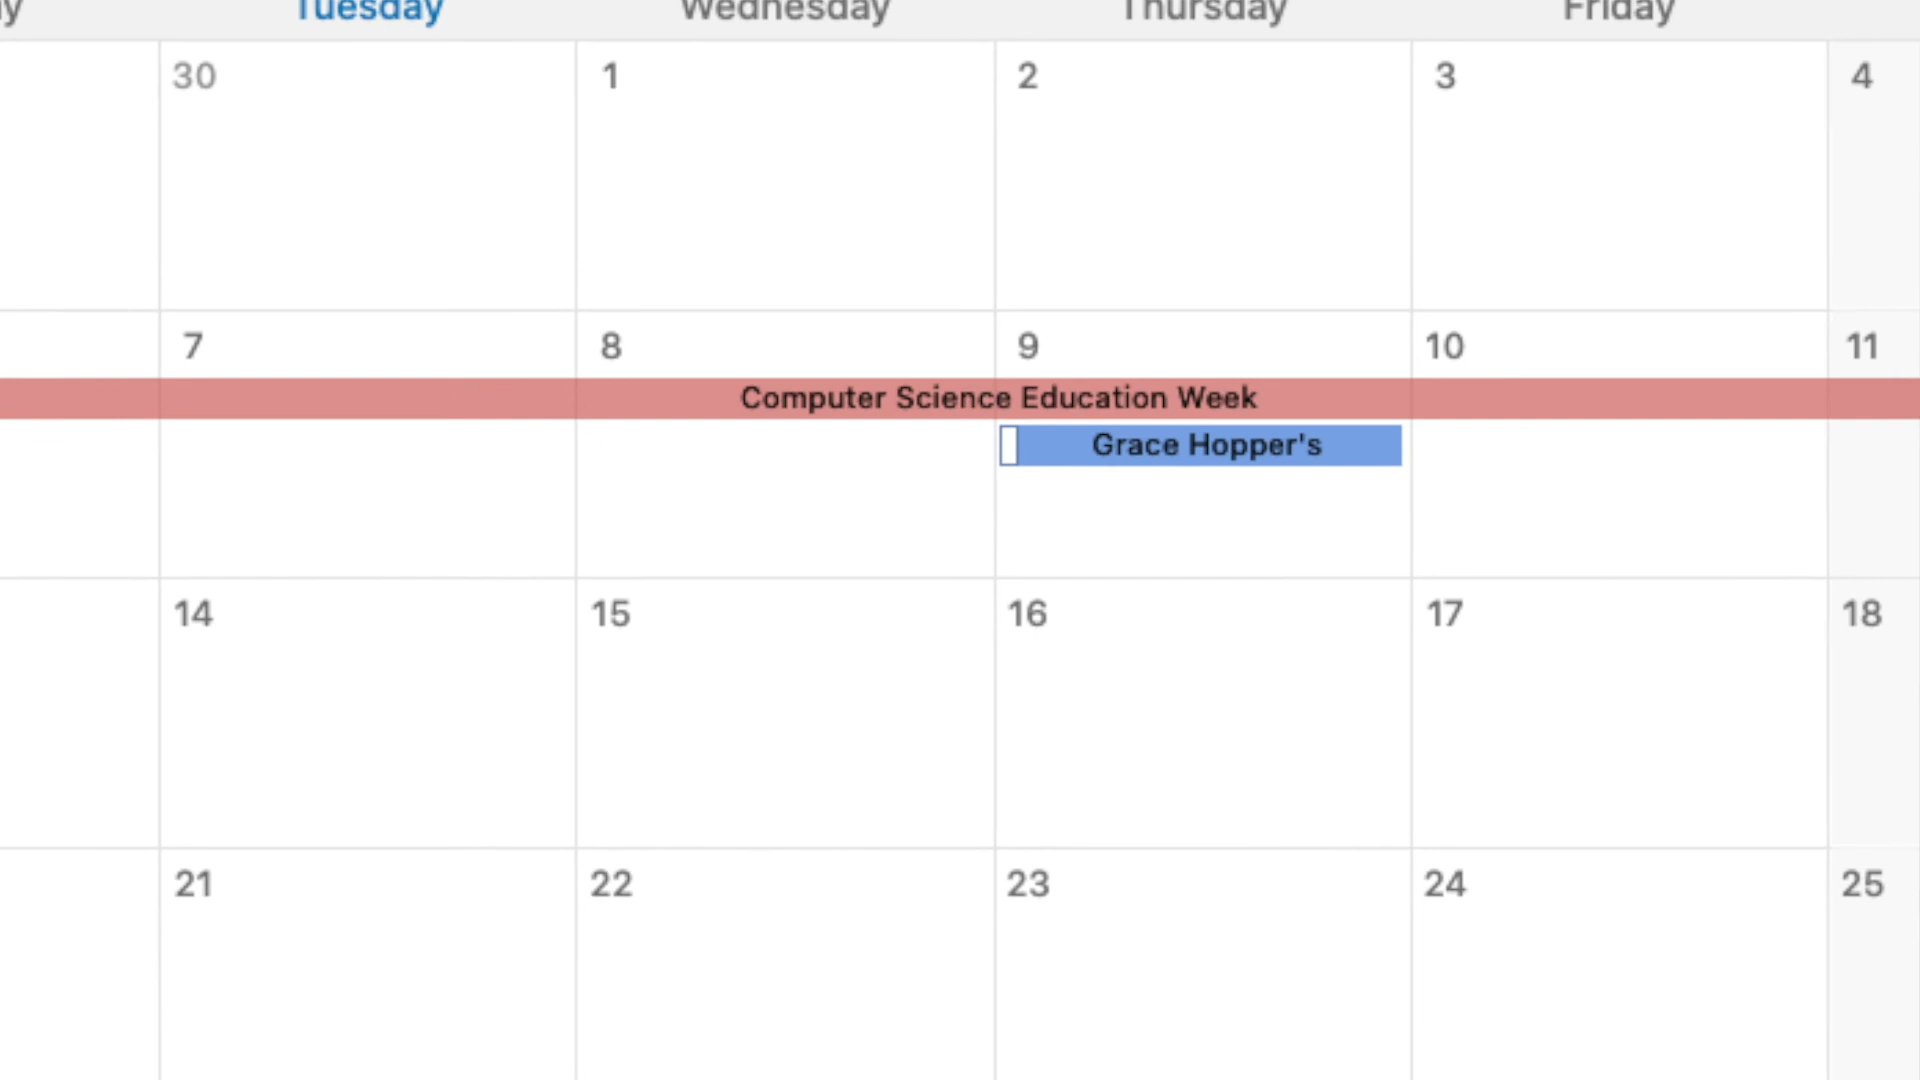 Tuesday Wednesday Thursday Friday
30 1 2 3 4
7 8 9 10 11
Computer Science Education Week
Grace Hopper's
14 15 16 17 18
21 22 23 24 25